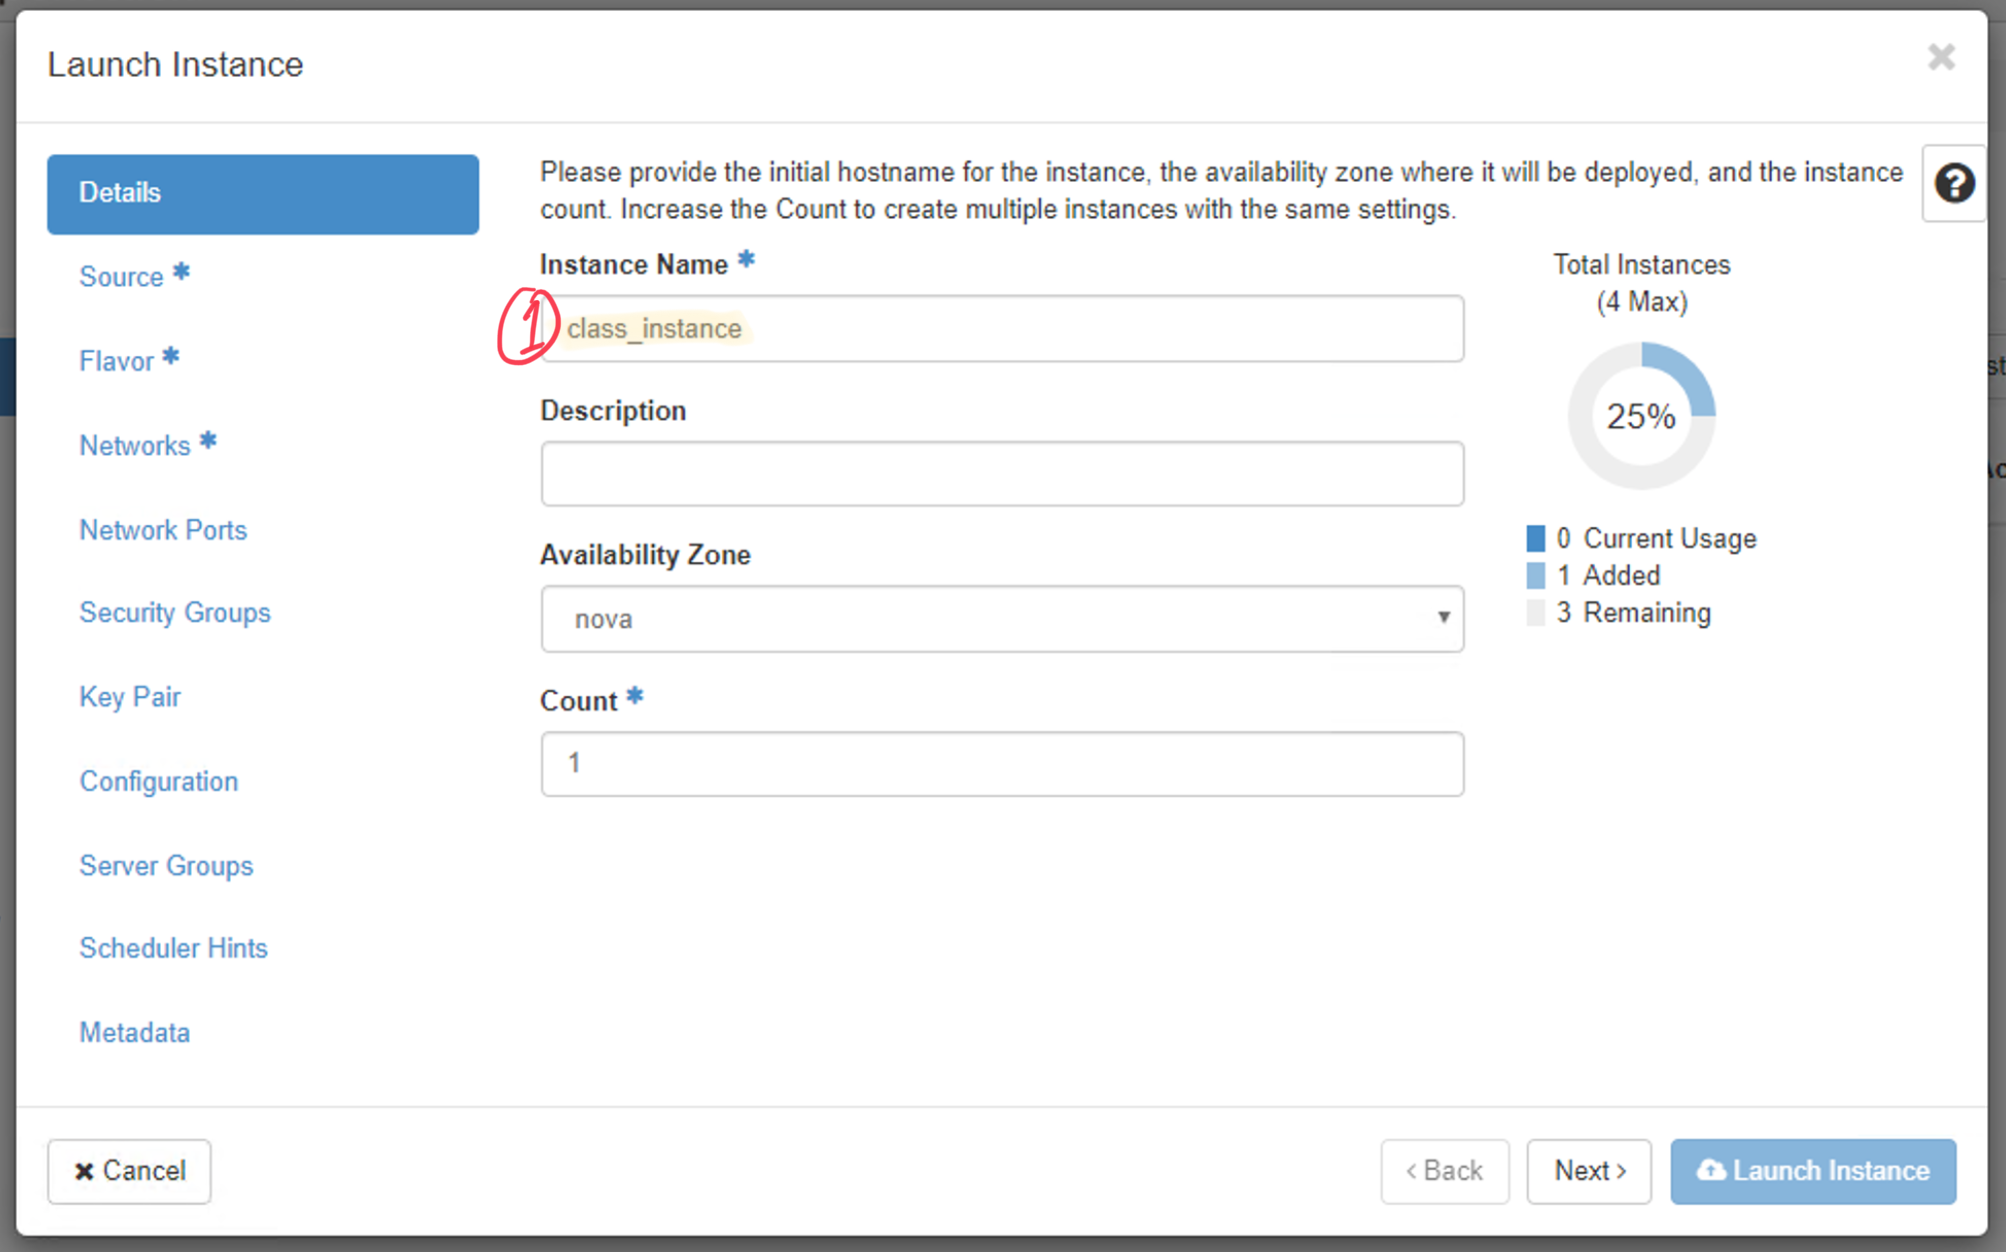 Launch Instance
Details
Source *
Flavor *
Networks *
Network Ports
Security Groups
Key Pair
Configuration
Server Groups
Scheduler Hints
Metadata
Please provide the initial hostname for the instance, the availability zone where it will be deployed, and the instance
count. Increase the Count to create multiple instances with the same settings.
Instance Name *
1
class_instance
Description
Availability Zone
nova
Count *
1
Total Instances
(4 Max)
25%
0 Current Usage
1 Added
3 Remaining
Cancel
< Back
Next >
Launch Instance